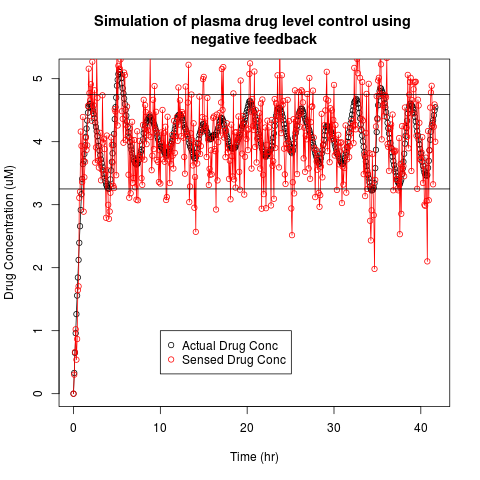 Simulation of plasma drug level control using
negative feedback
Drug Concentration (uM)
5
4
3
2
1
0
Actual Drug Conc
Sensed Drug Conc
0 10 20 30 40
Time (hr)